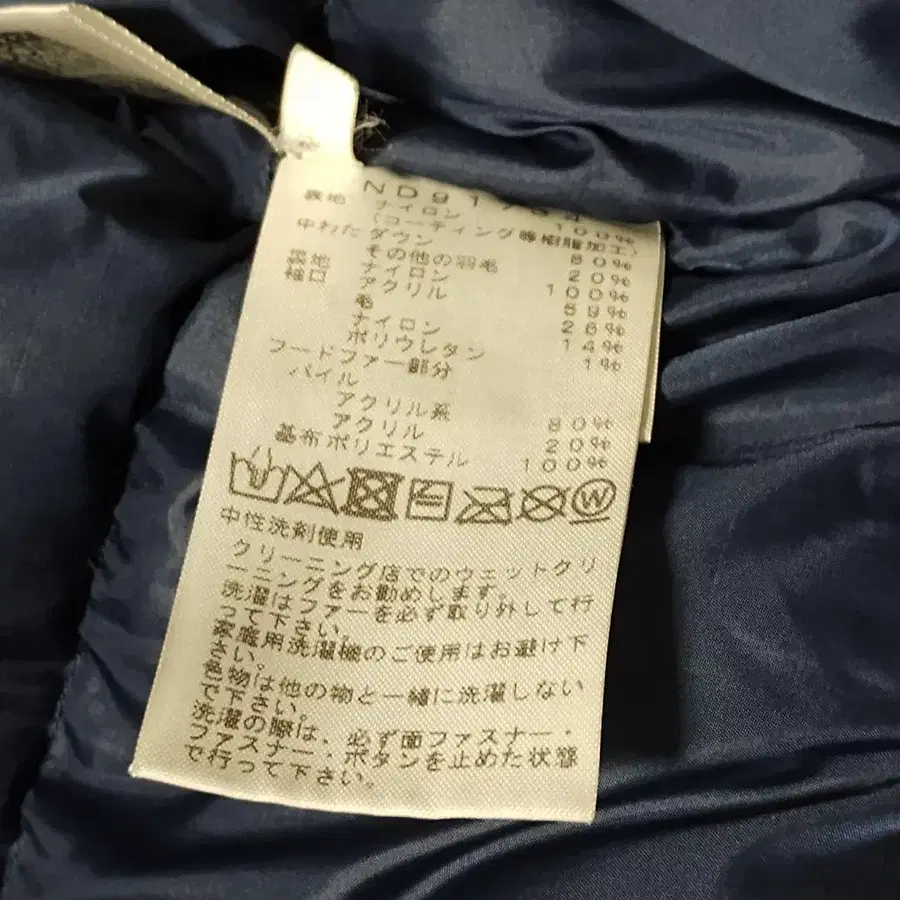 表地 ナイロン 100%
(コーティング等樹脂加工)
中わた ダウン 80%
その他の羽毛 20%
裏地 ナイロン 100%
袖口 アクリル 59%
毛 26%
ナイロン 14%
ポリウレタン 1%
フードファー部分
パイル
アクリル系 80%
アクリル 20%
基布ポリエステル 100%
W
中性洗剤使用
クリーニング店でのウェットクリ
ーニングをお勧めします。
洗濯はファーを必ず取り外して行
って下さい。
家庭用洗濯機のご使用はお避け下
さい。
色物は他の物と一緒に洗濯しない
で下さい。
洗濯の際は、必ず面ファスナー・
ファスナー・ボタンを止めた状態
で行って下さい。